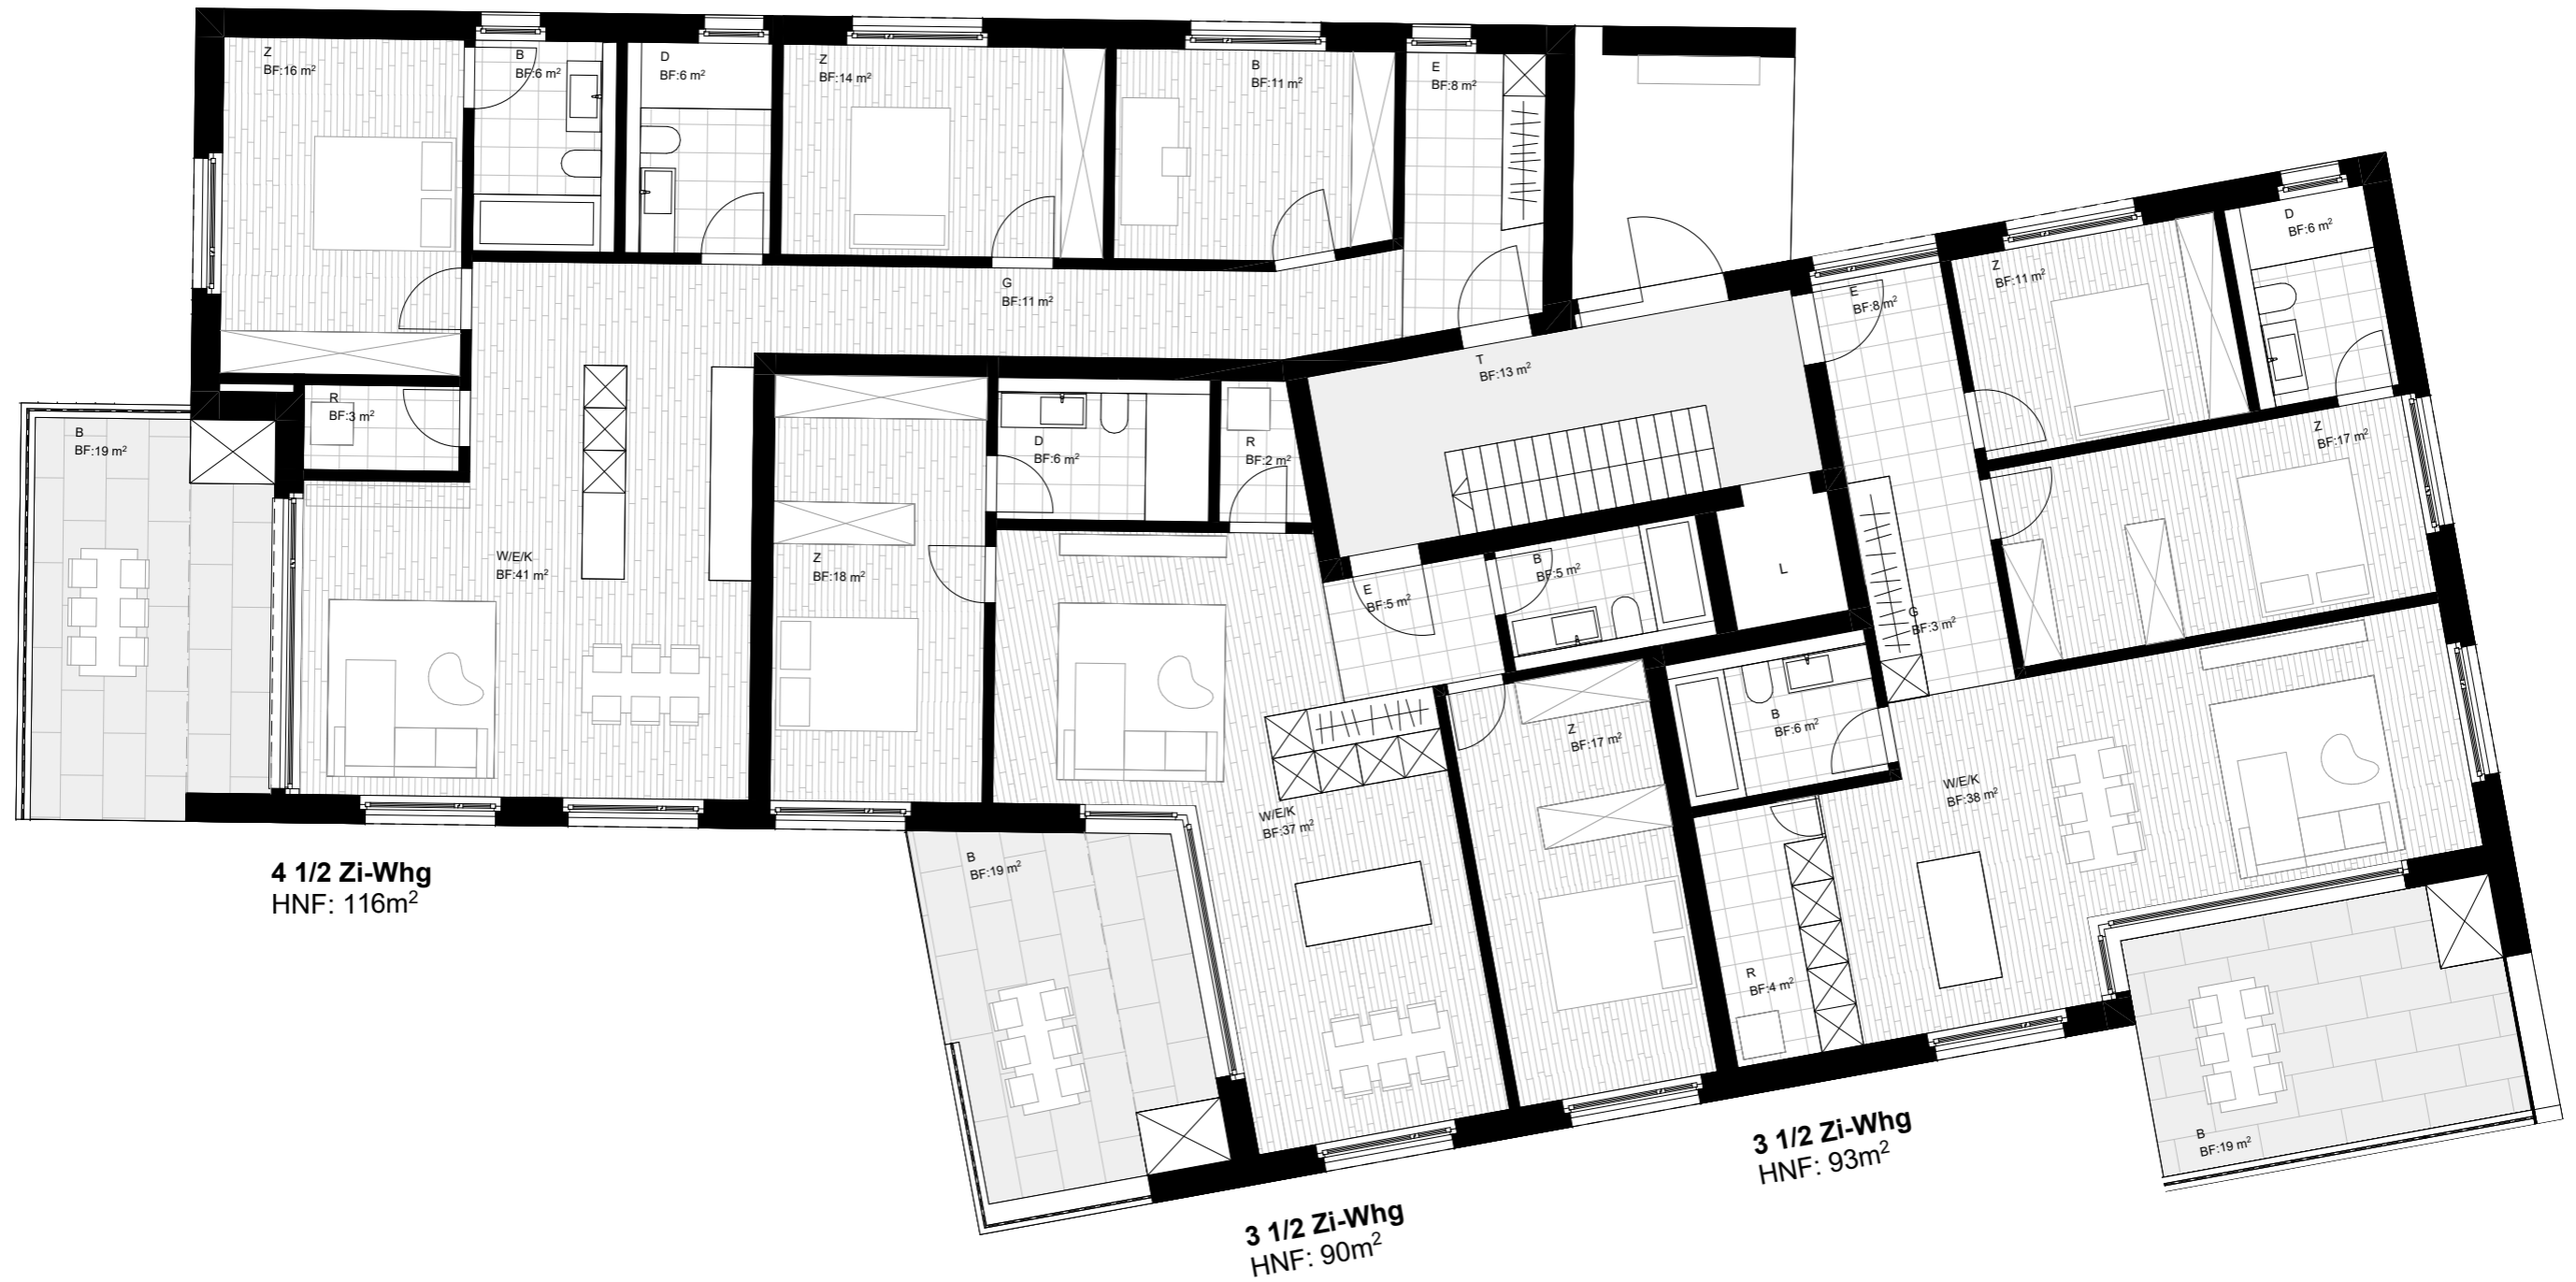 Z
BF:16 m²
B
BF:6 m²
D
BF:6 m²
Z
BF:14 m²
B
BF:11 m²
E
BF:8 m²
D
BF:6 m²
Z
BF:11 m²
E
BF:8 m²
G
BF:11 m²
T
BF:13 m²
R
BF:3 m²
B
BF:19 m²
D
BF:6 m²
R
BF:2 m²
Z
BF:17 m²
W/E/K
BF:41 m²
Z
BF:18 m²
E
BF:5 m²
B
BF:5 m²
L
G
BF:3 m²
Z
BF:17 m²
B
BF:6 m²
W/E/K
BF:37 m²
W/E/K
BF:38 m²
B
BF:19 m²
R
BF:4 m²
B
BF:19 m²
4 1/2 Zi-Whg
HNF: 116m²
3 1/2 Zi-Whg
HNF: 90m²
3 1/2 Zi-Whg
HNF: 93m²